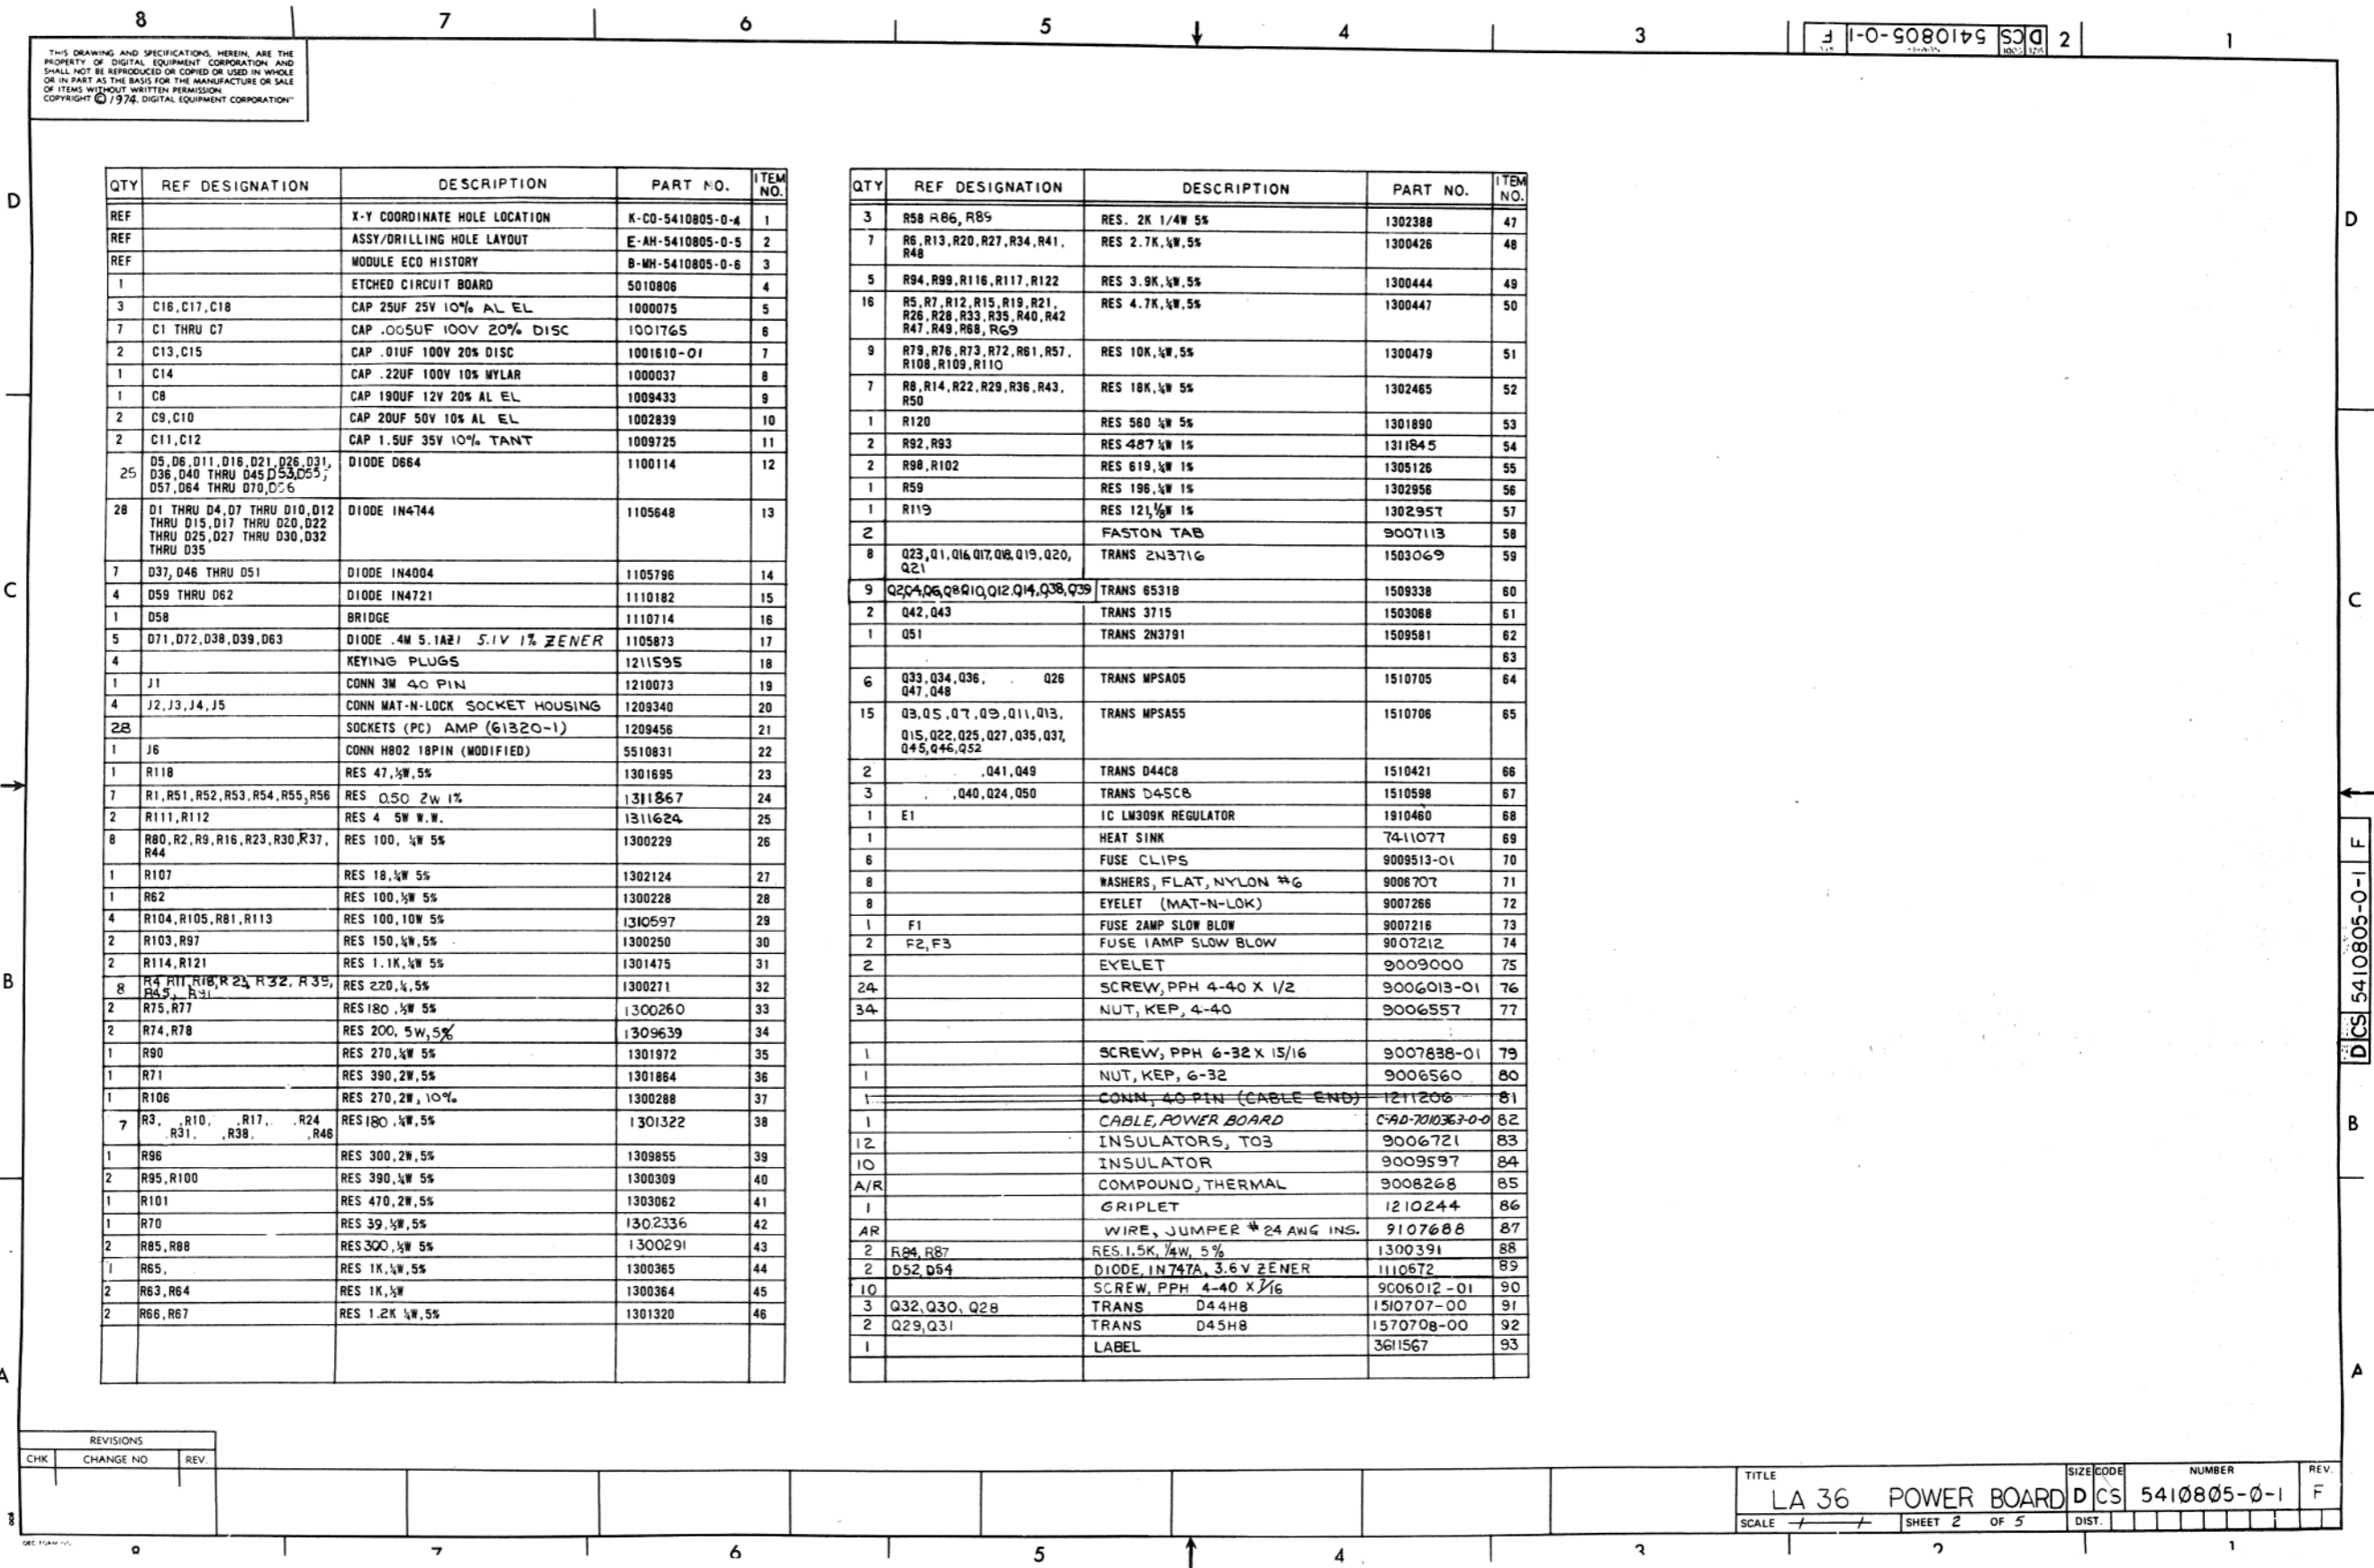 8 7 6 5 4 3 2 1
D CS 5410805-0-1 F
THIS DRAWING AND SPECIFICATIONS, HEREIN, ARE THE
PROPERTY OF DIGITAL EQUIPMENT CORPORATION AND
SHALL NOT BE REPRODUCED OR COPIED OR USED IN WHOLE
OR IN PART AS THE BASIS FOR THE MANUFACTURE OR SALE
OF ITEMS WITHOUT WRITTEN PERMISSION.
COPYRIGHT © 1974, DIGITAL EQUIPMENT CORPORATION"
QTY REF DESIGNATION DESCRIPTION PART NO. ITEM NO.
REF X-Y COORDINATE HOLE LOCATION K-CO-5410805-0-4 1
REF ASSY/DRILLING HOLE LAYOUT E-AH-5410805-0-5 2
REF MODULE ECO HISTORY B-MH-5410805-0-6 3
1 ETCHED CIRCUIT BOARD 5010806 4
3 C16,C17,C18 CAP 25UF 25V 10% AL EL 1000075 5
7 C1 THRU C7 CAP .005UF 100V 20% DISC 1001765 6
2 C13,C15 CAP .01UF 100V 20% DISC 1001610-01 7
1 C14 CAP .22UF 100V 10% MYLAR 1000037 8
1 C8 CAP 190UF 12V 20% AL EL 1009433 9
2 C9,C10 CAP 20UF 50V 10% AL EL 1002839 10
2 C11,C12 CAP 1.5UF 35V 10% TANT 1009725 11
25 D5,D6,D11,D16,D21,D26,D31,
D36,D40 THRU D45,D53,D55,
D57,D64 THRU D70,D56 DIODE D664 1100114 12
28 D1 THRU D4,D7 THRU D10,D12
THRU D15,D17 THRU D20,D22
THRU D25,D27 THRU D30,D32
THRU D35 DIODE IN4744 1105648 13
7 D37, D46 THRU D51 DIODE IN4004 1105796 14
4 D59 THRU D62 DIODE IN4721 1110182 15
1 D58 BRIDGE 1110714 16
5 D71,D72,D38,D39,D63 DIODE .4M 5.1AZ1 5.1V 1% ZENER 1105873 17
4 KEYING PLUGS 1211595 18
1 J1 CONN 3M 40 PIN 1210073 19
4 J2,J3,J4,J5 CONN MAT-N-LOCK SOCKET HOUSING 1209340 20
28 SOCKETS (PC) AMP (61320-1) 1209456 21
1 J6 CONN H802 18PIN (MODIFIED) 5510831 22
1 R118 RES 47,½W,5% 1301695 23
7 R1,R51,R52,R53,R54,R55,R56 RES 0.50 2W 1% 1311867 24
2 R111,R112 RES 4 5W W.W. 1311624 25
8 R80,R2,R9,R16,R23,R30,R37,
R44 RES 100, ¼W 5% 1300229 26
1 R107 RES 18,¼W 5% 1302124 27
1 R62 RES 100,½W 5% 1300228 28
4 R104,R105,R81,R113 RES 100,10W 5% 1310597 29
2 R103,R97 RES 150,¼W,5% 1300250 30
2 R114,R121 RES 1.1K,¼W 5% 1301475 31
8 R4 R11,R18,R25, R32, R39,
R45, R91 RES 220,¼,5% 1300271 32
2 R75,R77 RES 180,½W 5% 1300260 33
2 R74,R78 RES 200, 5W,5% 1309639 34
1 R90 RES 270,¼W 5% 1301972 35
1 R71 RES 390,2W,5% 1301864 36
1 R106 RES 270,2W, 10% 1300288 37
7 R3, ,R10, ,R17, .R24
.R31, ,R38, ,R46 RES 180,¼W,5% 1301322 38
1 R96 RES 300,2W,5% 1309855 39
2 R95,R100 RES 390,¼W 5% 1300309 40
1 R101 RES 470,2W,5% 1303062 41
1 R70 RES 39,½W,5% 1302336 42
2 R85,R88 RES 300,½W 5% 1300291 43
1 R65, RES 1K,¼W,5% 1300365 44
2 R63,R64 RES 1K,½W 1300364 45
2 R66,R67 RES 1.2K ¼W,5% 1301320 46
QTY REF DESIGNATION DESCRIPTION PART NO. ITEM NO.
3 R58 R86, R89 RES. 2K 1/4W 5% 1302388 47
7 R6,R13,R20,R27,R34,R41,
R48 RES 2.7K,¼W,5% 1300426 48
5 R94,R99,R116,R117,R122 RES 3.9K,¼W,5% 1300444 49
16 R5,R7,R12,R15,R19,R21,
R26,R28,R33,R35,R40,R42
R47,R49,R68, R69 RES 4.7K,¼W,5% 1300447 50
9 R79,R76,R73,R72,R61,R57,
R108,R109,R110 RES 10K,¼W,5% 1300479 51
7 R8,R14,R22,R29,R36,R43,
R50 RES 18K,¼W 5% 1302465 52
1 R120 RES 560 ¼W 5% 1301890 53
2 R92,R93 RES 487 ¼W 1% 1311845 54
2 R98,R102 RES 619,¼W 1% 1305126 55
1 R59 RES 196,¼W 1% 1302956 56
1 R119 RES 121,⅛W 1% 1302957 57
2 FASTON TAB 9007113 58
8 Q23,Q1,Q16,Q17,Q18,Q19,Q20,
Q21 TRANS 2N3716 1503069 59
9 Q2,Q4,Q6,Q8,Q10,Q12,Q14,Q38,Q39 TRANS 6531B 1509338 60
2 Q42,Q43 TRANS 3715 1503068 61
1 Q51 TRANS 2N3791 1509581 62
63
6 Q33,Q34,Q36, Q26
Q47,Q48 TRANS MPSA05 1510705 64
15 Q3,Q5,Q7,Q9,Q11,Q13,
Q15,Q22,Q25,Q27,Q35,Q37,
Q45,Q46,Q52 TRANS MPSA55 1510706 65
2 ,Q41,Q49 TRANS D44C8 1510421 66
3 ,Q40,Q24,Q50 TRANS D45C8 1510598 67
1 E1 IC LM309K REGULATOR 1910460 68
1 HEAT SINK 7411077 69
6 FUSE CLIPS 9009513-01 70
8 WASHERS, FLAT, NYLON #6 9006707 71
8 EYELET (MAT-N-LOK) 9007266 72
1 F1 FUSE 2AMP SLOW BLOW 9007216 73
2 F2,F3 FUSE 1AMP SLOW BLOW 9007212 74
2 EYELET 9009000 75
24 SCREW, PPH 4-40 X 1/2 9006013-01 76
34 NUT, KEP, 4-40 9006557 77
1 SCREW, PPH 6-32 X 15/16 9007838-01 79
1 NUT, KEP, 6-32 9006560 80
1 CONN, 40 PIN (CABLE END) 1211206 81
1 CABLE, POWER BOARD C-AD-7010363-0-0 82
12 INSULATORS, TO3 9006721 83
10 INSULATOR 9009597 84
A/R COMPOUND, THERMAL 9008268 85
1 GRIPLET 1210244 86
AR WIRE, JUMPER #24 AWG INS. 9107688 87
2 R84, R87 RES. 1.5K, ¼W, 5% 1300391 88
2 D52, D54 DIODE, IN747A, 3.6V ZENER 1110672 89
10 SCREW, PPH 4-40 X 7/16 9006012-01 90
3 Q32, Q30, Q28 TRANS D44H8 1510707-00 91
2 Q29, Q31 TRANS D45H8 1570708-00 92
1 LABEL 3611567 93
D
C
B
A
D
C
B
A
D CS 5410805-0-1 F
REVISIONS
CHK CHANGE NO. REV.
TITLE
LA 36 POWER BOARD
SIZE CODE NUMBER REV.
D CS 5410805-0-1 F
SCALE SHEET 2 OF 5 DIST.
8 7 6 5 4 3 2 1